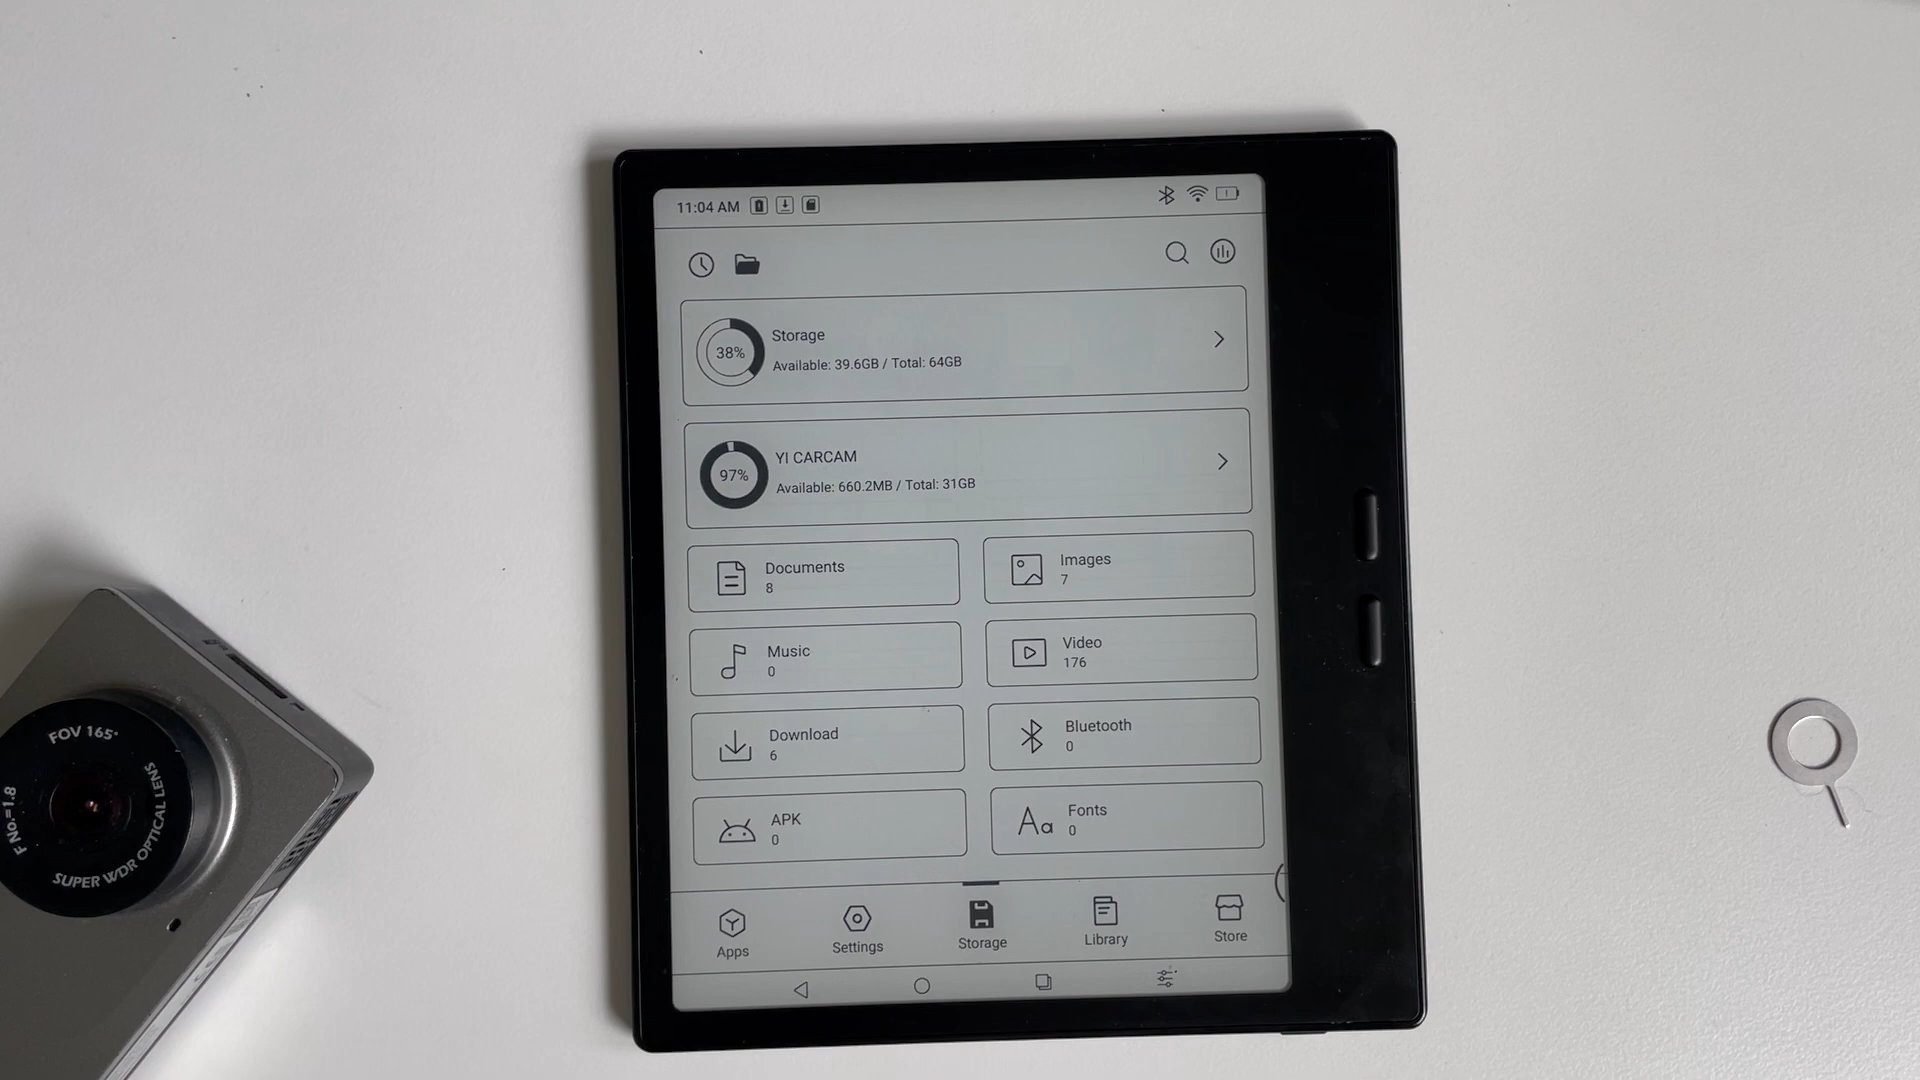 11:04 AM
38%
Storage
Available: 39.6GB / Total: 64GB
97%
YI CARCAM
Available: 660.2MB / Total: 31GB
Documents
8
Images
7
Music
0
Video
176
Download
6
Bluetooth
0
APK
0
Aa
Fonts
0
Apps
Settings
Storage
Library
Store
FOV 165°
SUPER WDR OPTICAL LENS
F No.=1.8